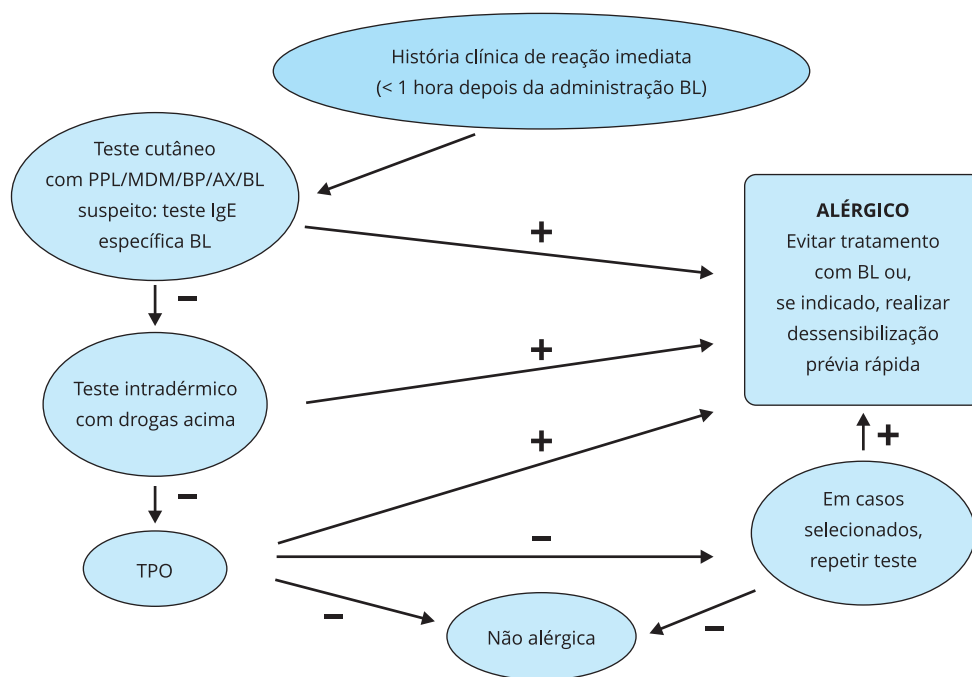 História clínica de reação imediata
(< 1 hora depois da administração BL)
Teste cutâneo
com PPL/MDM/BP/AX/BL
suspeito: teste IgE
específica BL
+
ALÉRGICO
Evitar tratamento
com BL ou,
se indicado, realizar
dessensibilização
prévia rápida
−
Teste intradérmico
com drogas acima
+
−
+
+
TPO
−
Em casos
selecionados,
repetir teste
−
Não alérgica
−